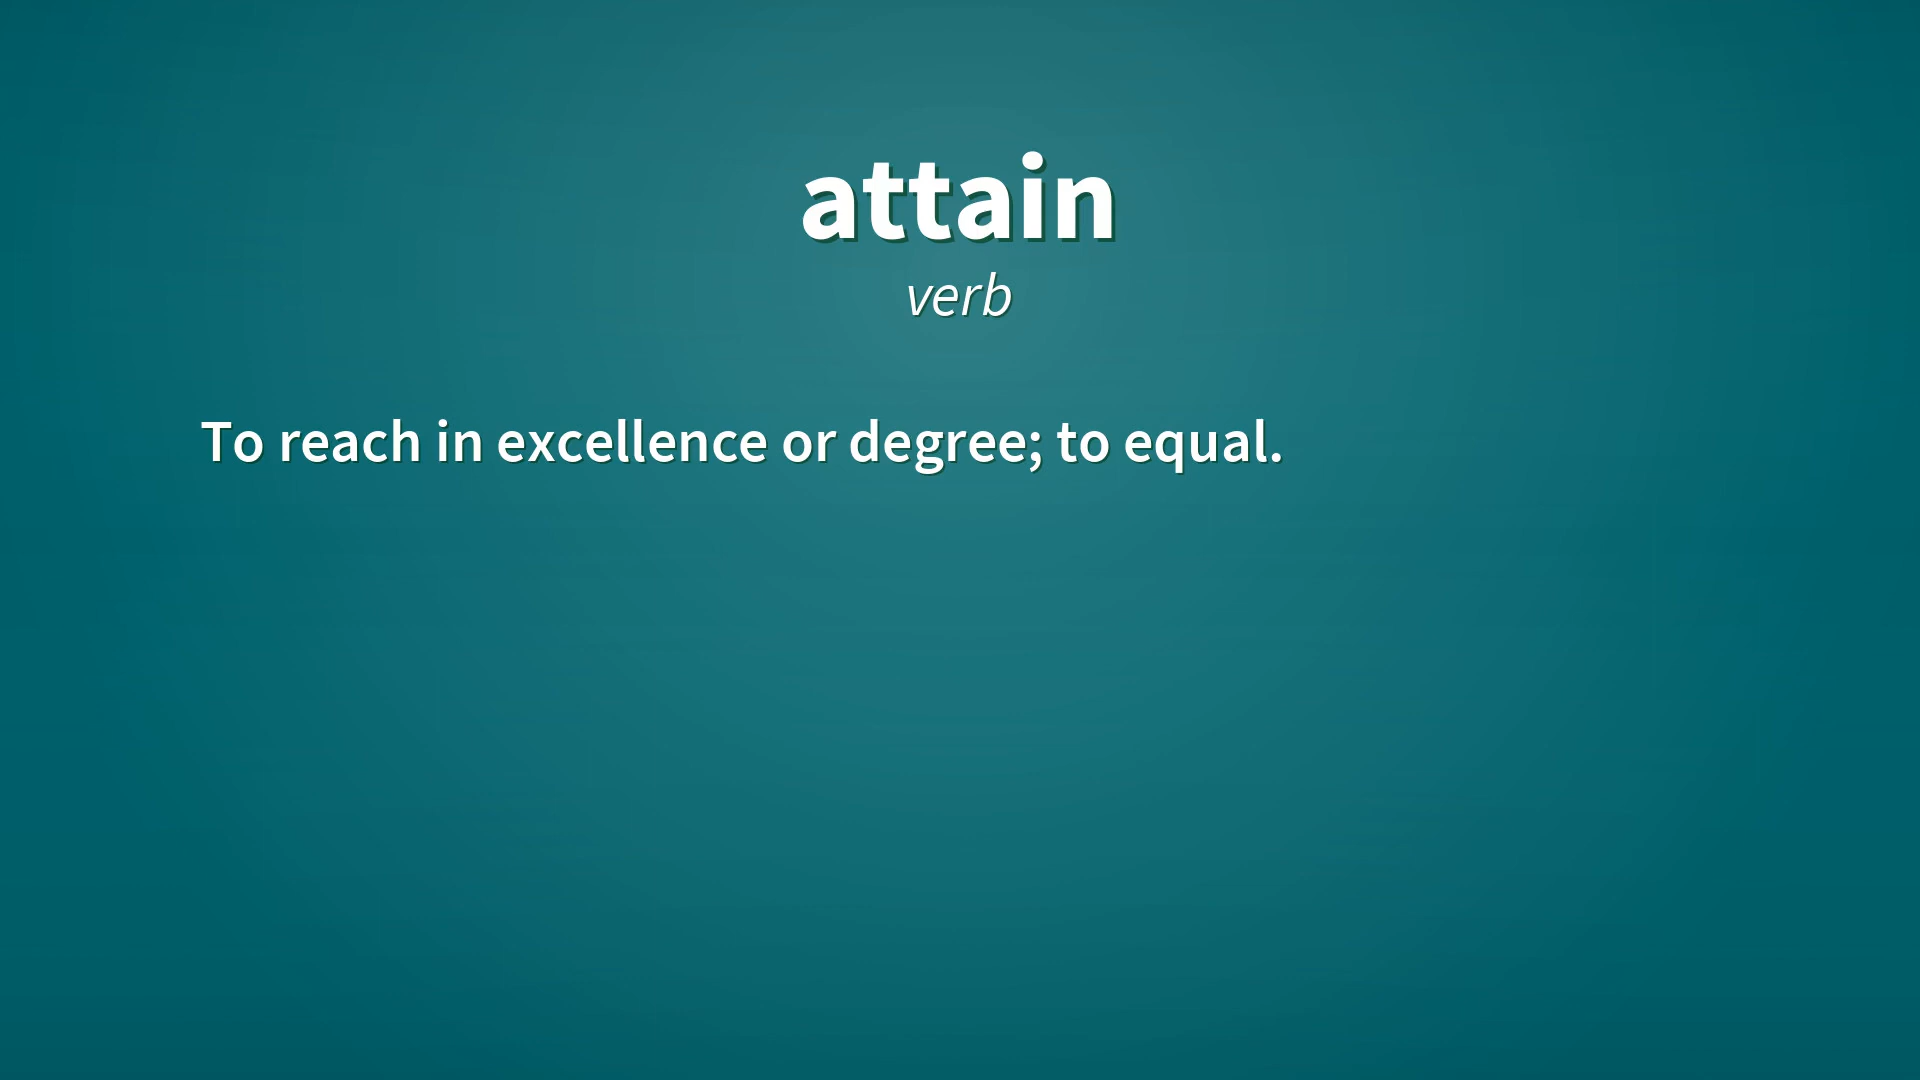 attain
verb
To reach in excellence or degree; to equal.